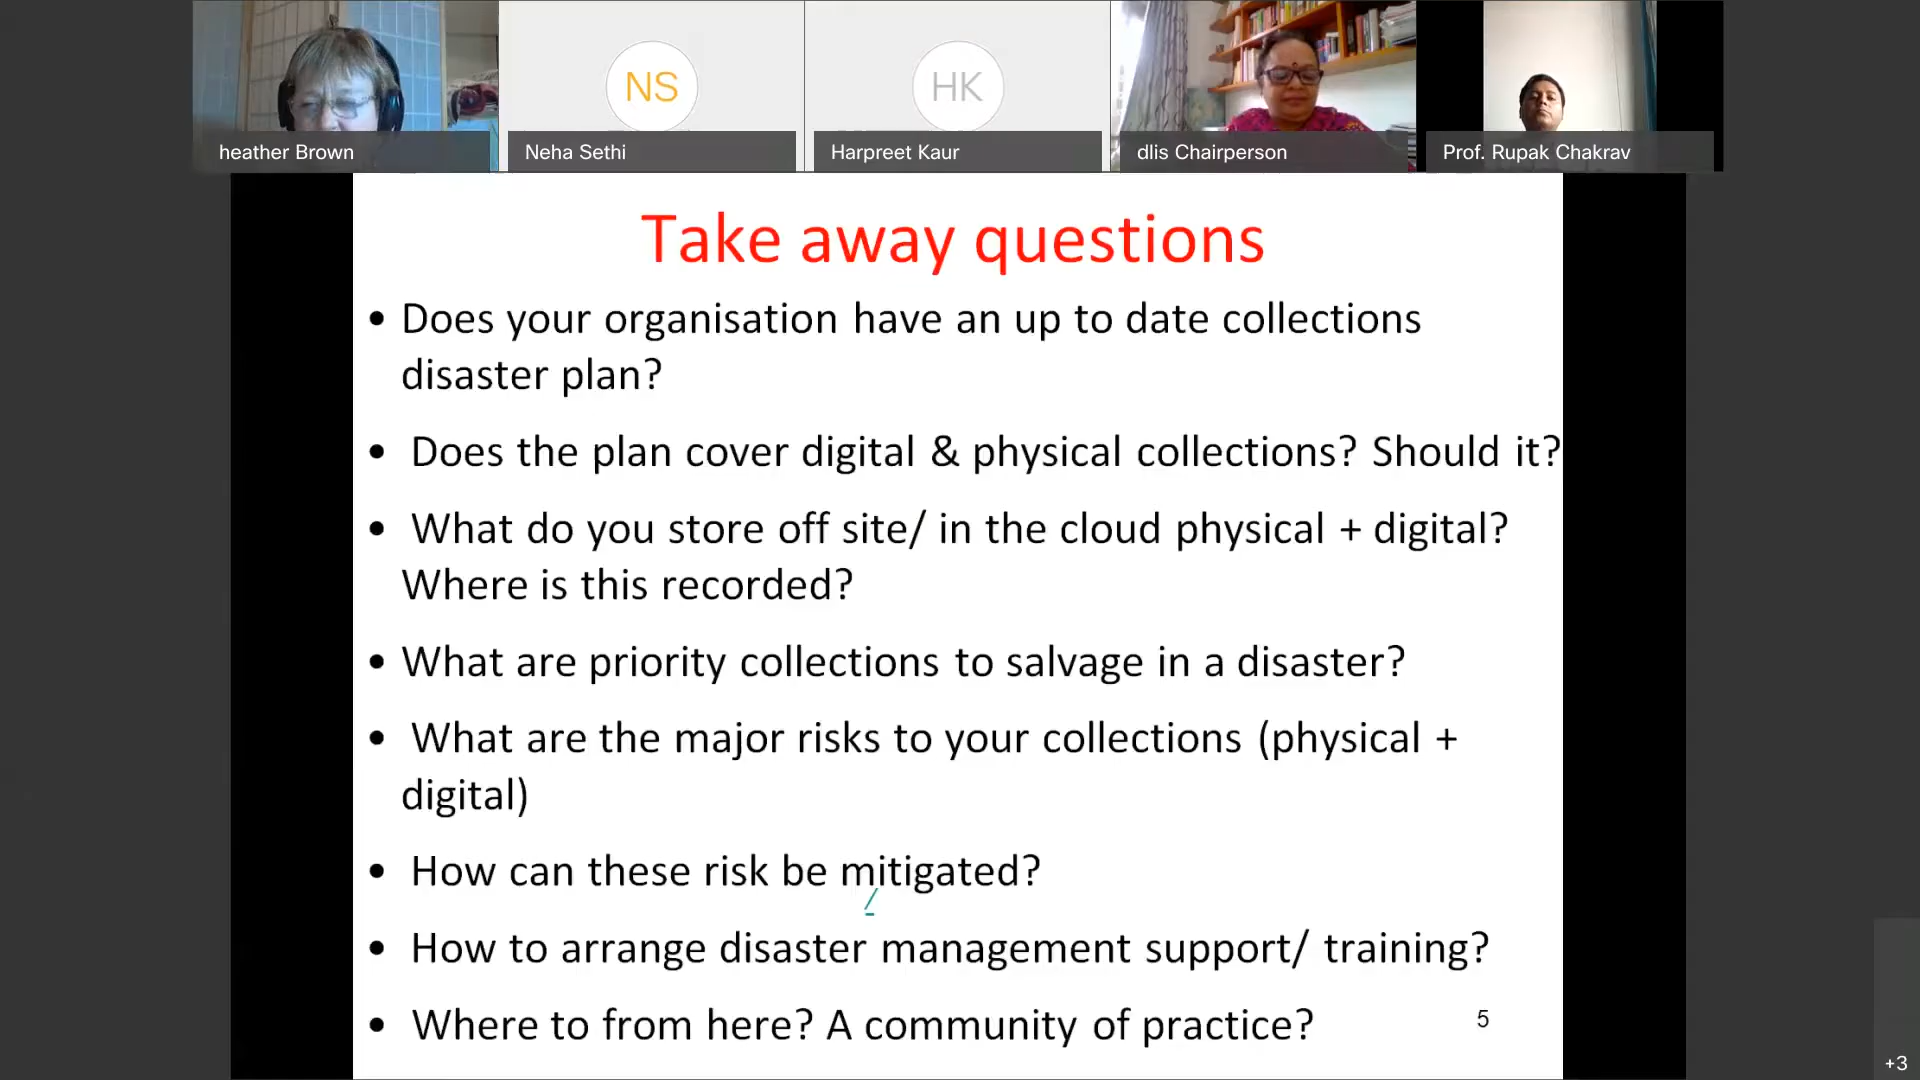 NS
HK
heather Brown
Neha Sethi
Harpreet Kaur
dlis Chairperson
Prof. Rupak Chakrav
Take away questions
• Does your organisation have an up to date collections
disaster plan?
• Does the plan cover digital & physical collections? Should it?
• What do you store off site/ in the cloud physical + digital?
Where is this recorded?
• What are priority collections to salvage in a disaster?
• What are the major risks to your collections (physical +
digital)
• How can these risk be mitigated?
• How to arrange disaster management support/ training?
• Where to from here? A community of practice?
5
+3